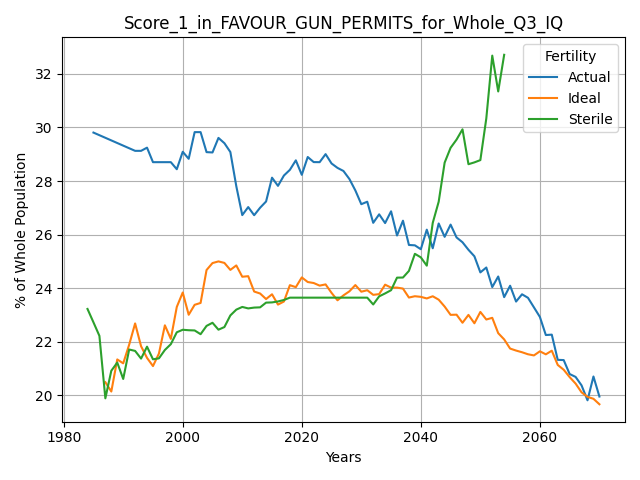 Score_1_in_FAVOUR_GUN_PERMITS_for_Whole_Q3_IQ
Fertility
Actual
Ideal
Sterile
% of Whole Population
32
30
28
26
24
22
20
1980
2000
2020
2040
2060
Years